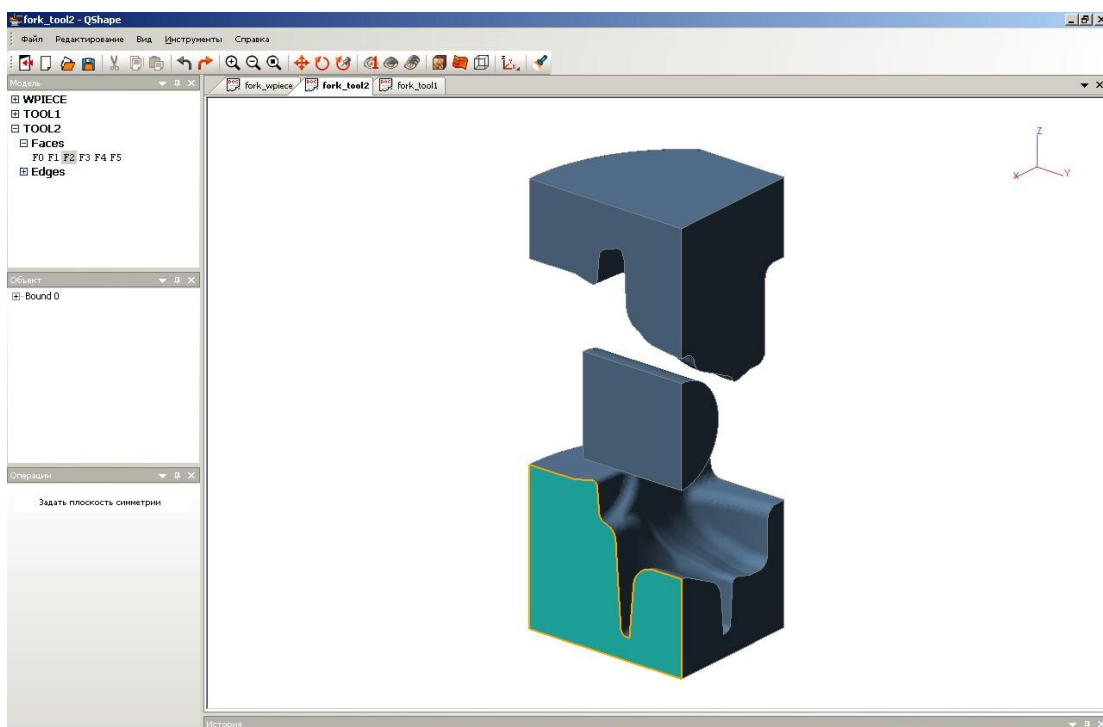 fork_tool2 - QShape
Файл Редактирование Вид Инструменты Справка
Модель
WPIECE
TOOL1
TOOL2
Faces
F0 F1 F2 F3 F4 F5
Edges
fork_wpiece fork_tool2 fork_tool1
Объект
Bound 0
Операции
Задать плоскость симметрии
Z
X
Y
История